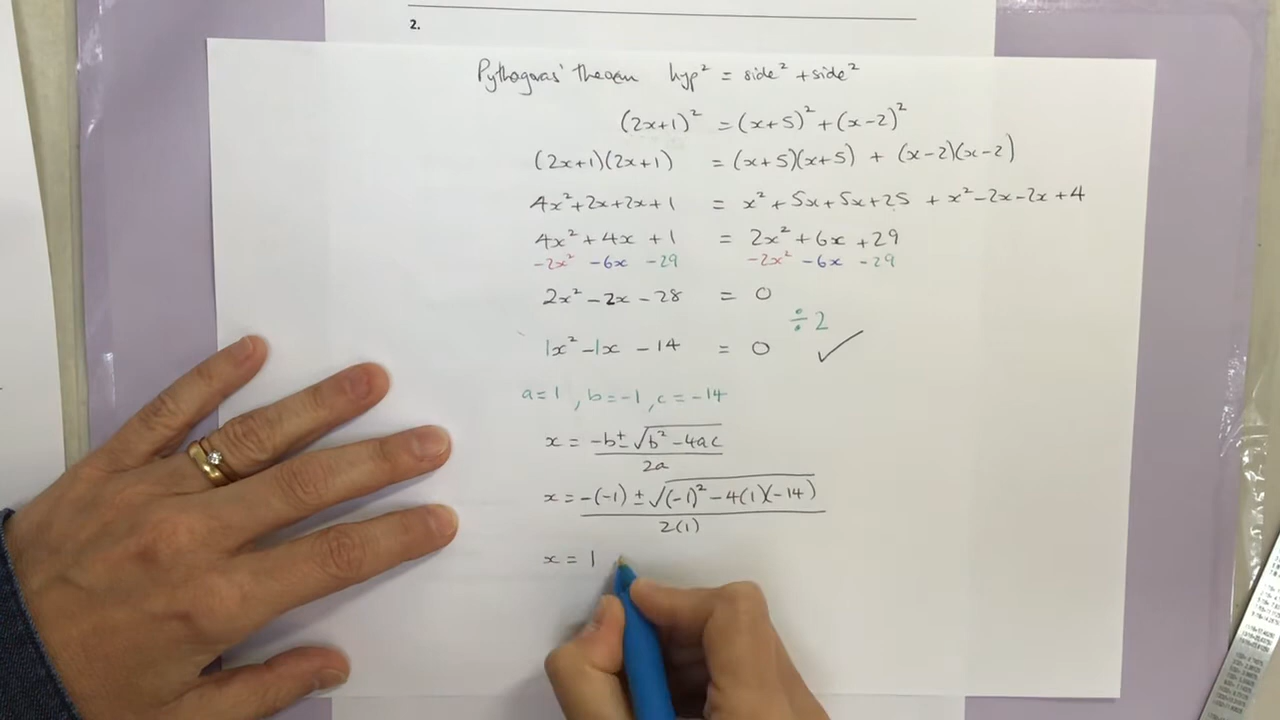 2.
Pythagoras' Theorem hyp² = side² + side²
(2x+1)² = (x+5)² + (x-2)²
(2x+1)(2x+1) = (x+5)(x+5) + (x-2)(x-2)
4x²+2x+2x+1 = x²+5x+5x+25 + x²-2x-2x+4
4x²+4x+1 = 2x²+6x+29
-2x² -6x -29 -2x² -6x -29
2x²-2x-28 = 0
÷2
1x²-1x-14 = 0 ✓
a=1, b=-1, c=-14
x = (-b±√(b²-4ac))/(2a)
x = (-(-1)±√((-1)²-4(1)(-14)))/(2(1))
x = 1